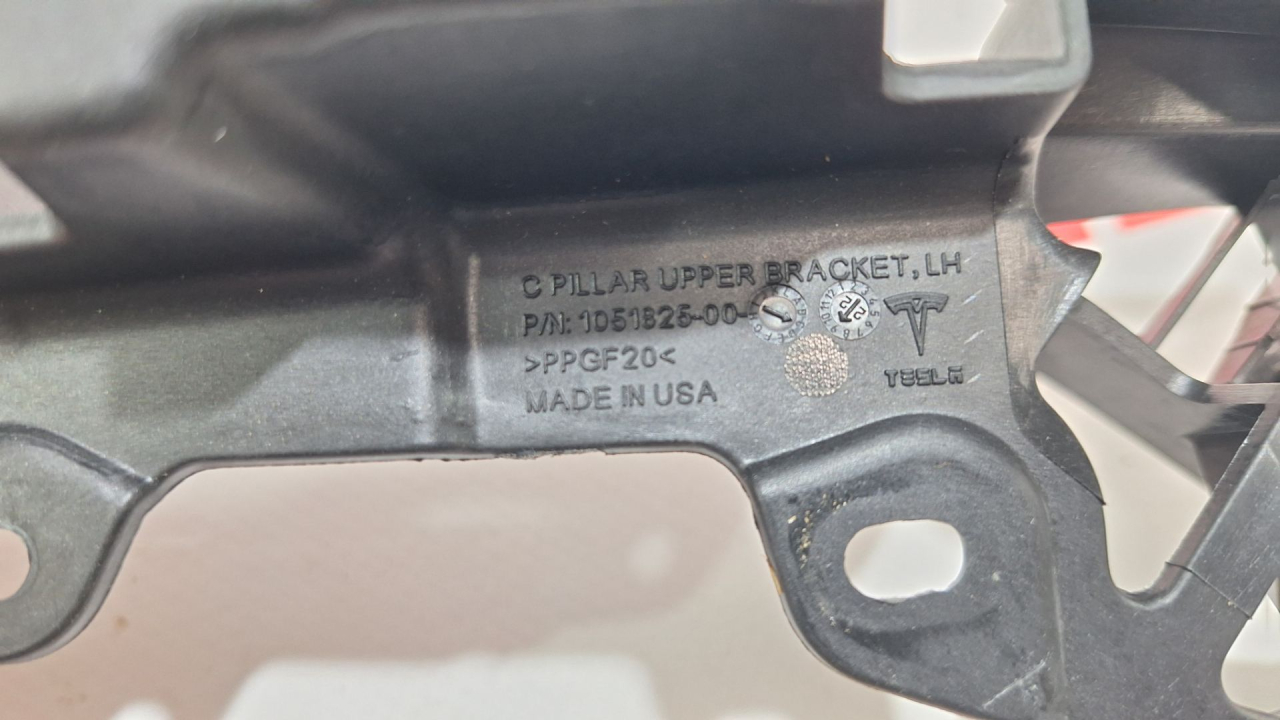 C PILLAR UPPER BRACKET, LH
P/N: 1051825-00-
>PPGF20<
MADE IN USA
TESLA